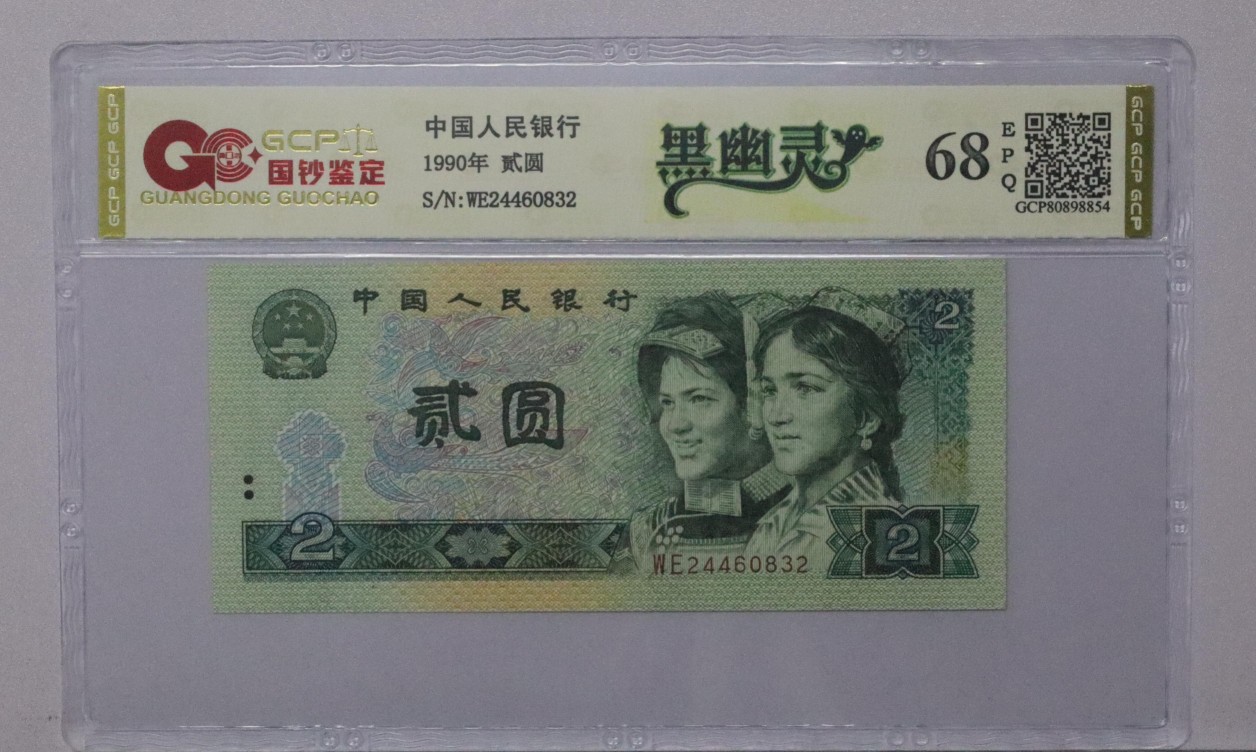 GCP GCP GCP
GCP
国钞鉴定
GUANGDONG GUOCHAO
中国人民银行
1990年 贰圆
S/N:WE24460832
黑幽灵
68
EPQ
GCP80898854
GCP GCP GCP
中国人民银行
2
贰圆
2
WE24460832
2